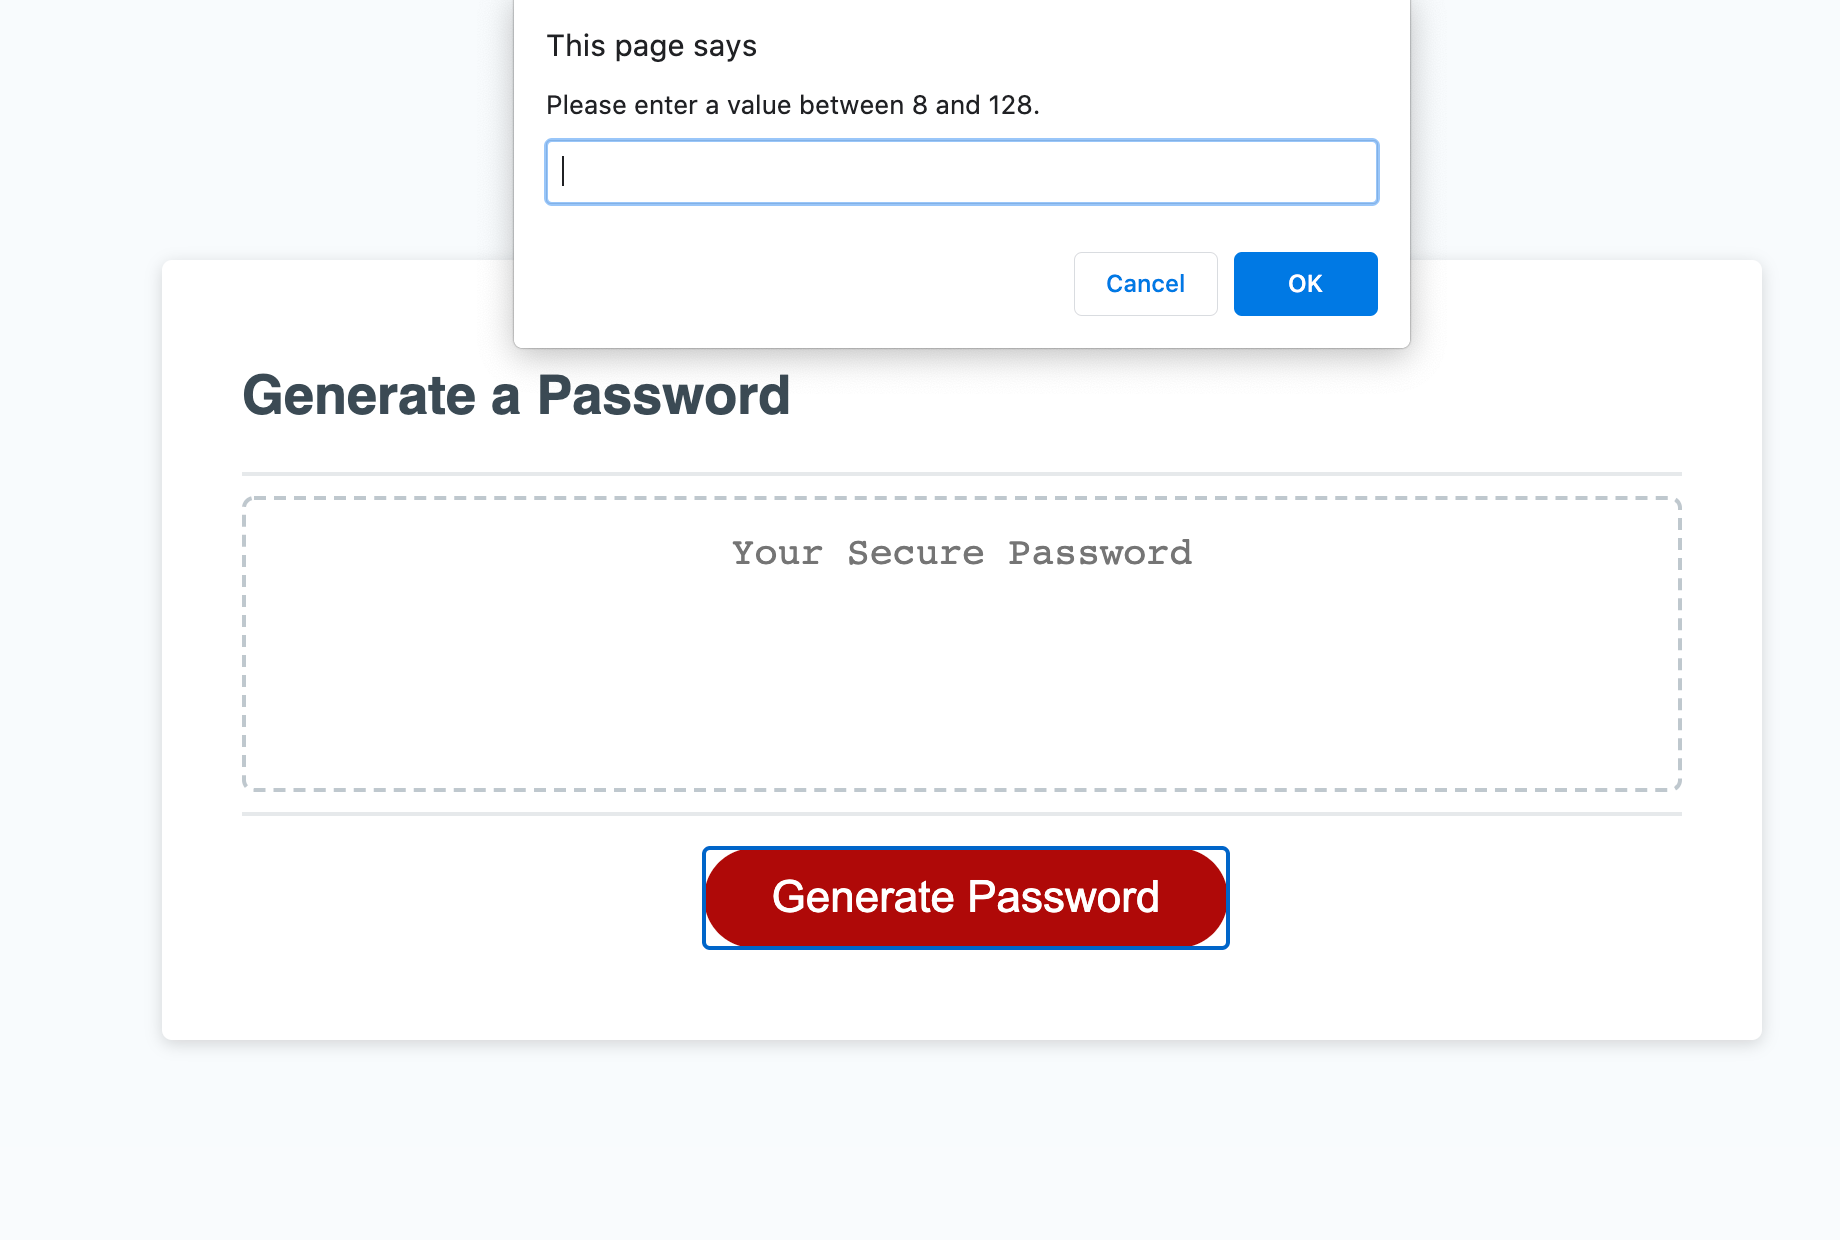 This page says
Please enter a value between 8 and 128.
Cancel
OK
Generate a Password
Your Secure Password
Generate Password